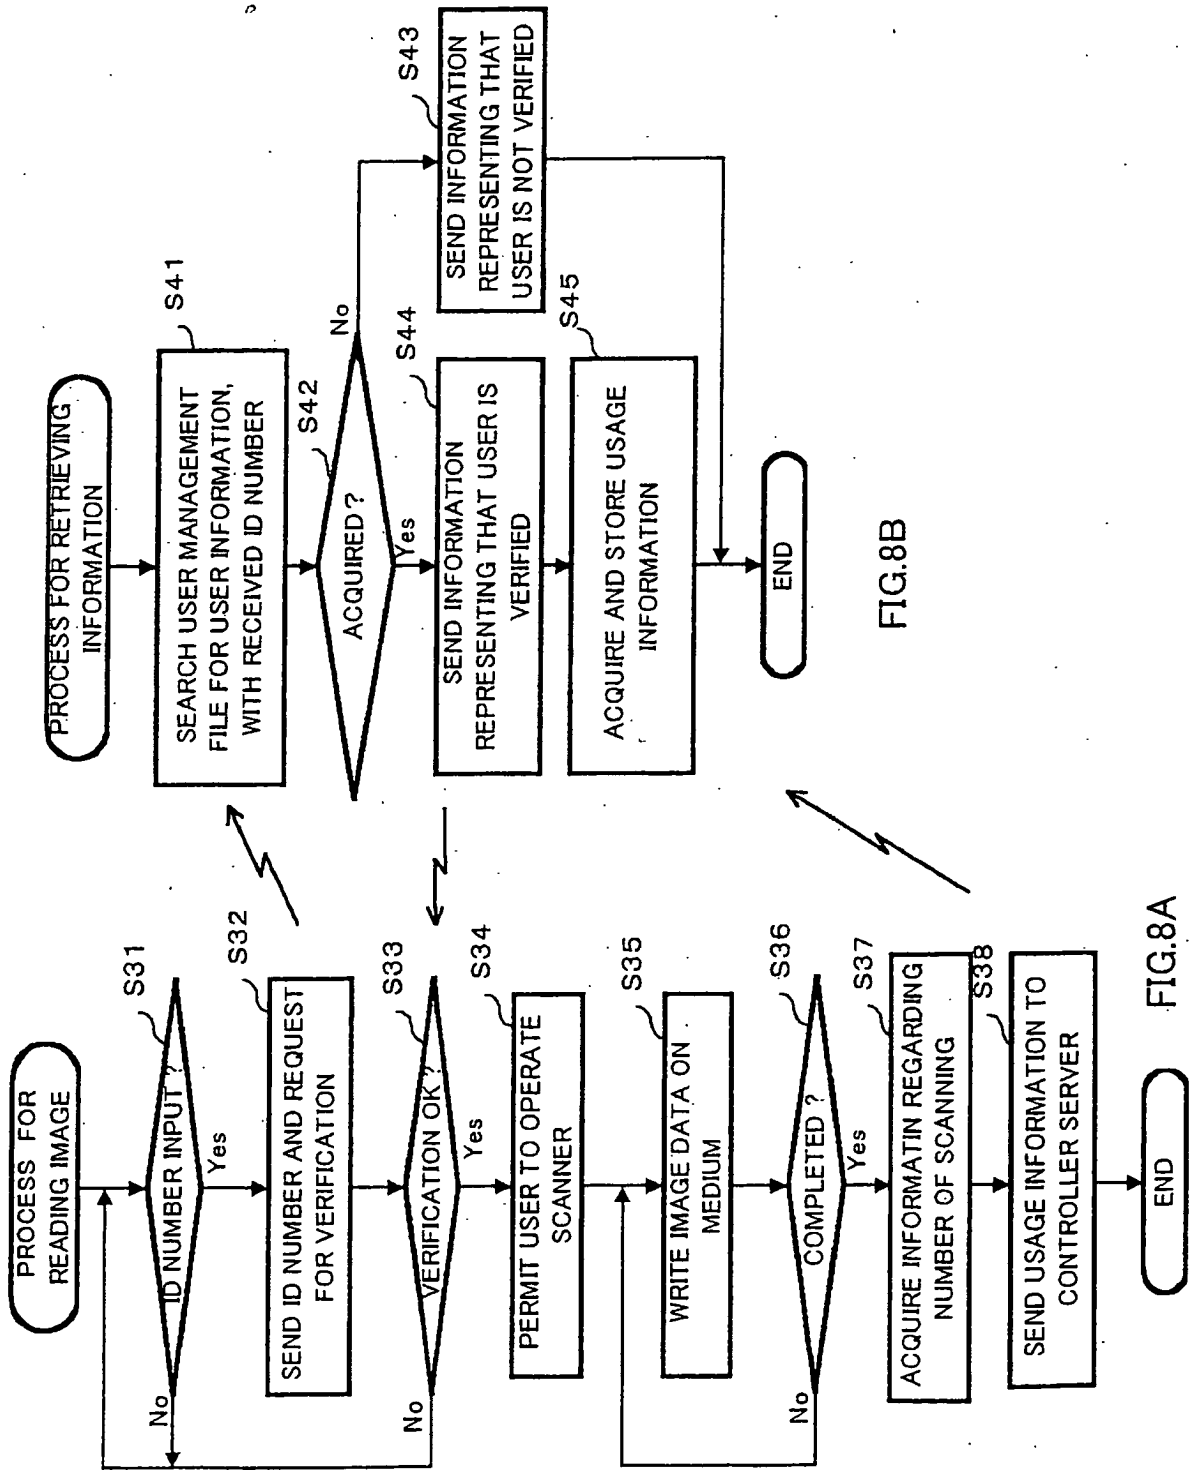 PROCESS FOR
READING IMAGE
S31
ID NUMBER INPUT?
No
Yes
S32
SEND ID NUMBER AND REQUEST
FOR VERIFICATION
S33
VERIFICATION OK?
No
Yes
S34
PERMIT USER TO OPERATE
SCANNER
S35
WRITE IMAGE DATA ON
MEDIUM
S36
COMPLETED?
No
Yes
S37
ACQUIRE INFORMATIN REGARDING
NUMBER OF SCANNING
S38
SEND USAGE INFORMATION TO
CONTROLLER SERVER
END
FIG.8A
PROCESS FOR RETRIEVING
INFORMATION
S41
SEARCH USER MANAGEMENT
FILE FOR USER INFORMATION,
WITH RECEIVED ID NUMBER
S42
ACQUIRED?
No
Yes
S43
SEND INFORMATION
REPRESENTING THAT
USER IS NOT VERIFIED
S44
SEND INFORMATION
REPRESENTING THAT USER IS
VERIFIED
S45
ACQUIRE AND STORE USAGE
INFORMATION
END
FIG.8B